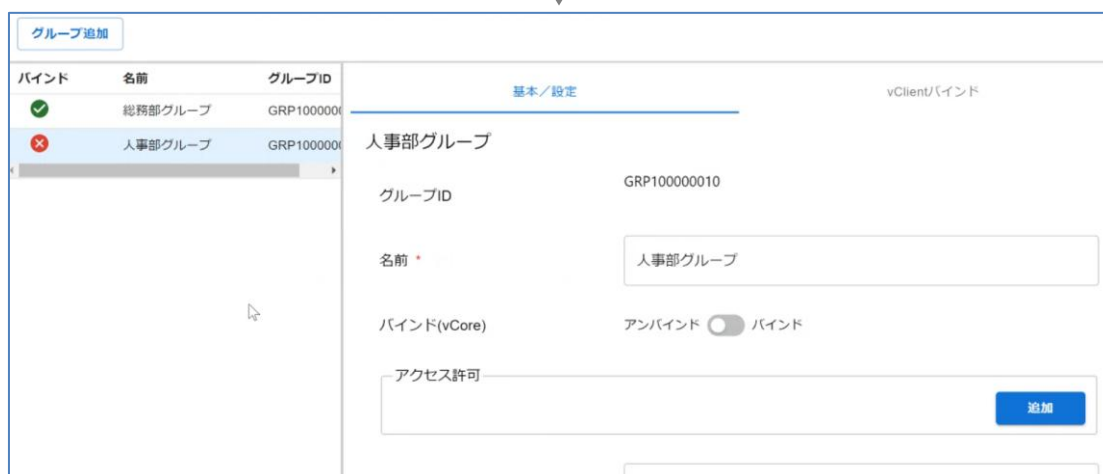 グループ追加
バインド 名前 グループID
総務部グループ GRP1000000
人事部グループ GRP1000000
基本／設定 vClientバインド
人事部グループ
グループID GRP100000010
名前 * 人事部グループ
バインド(vCore) アンバインド バインド
アクセス許可
追加